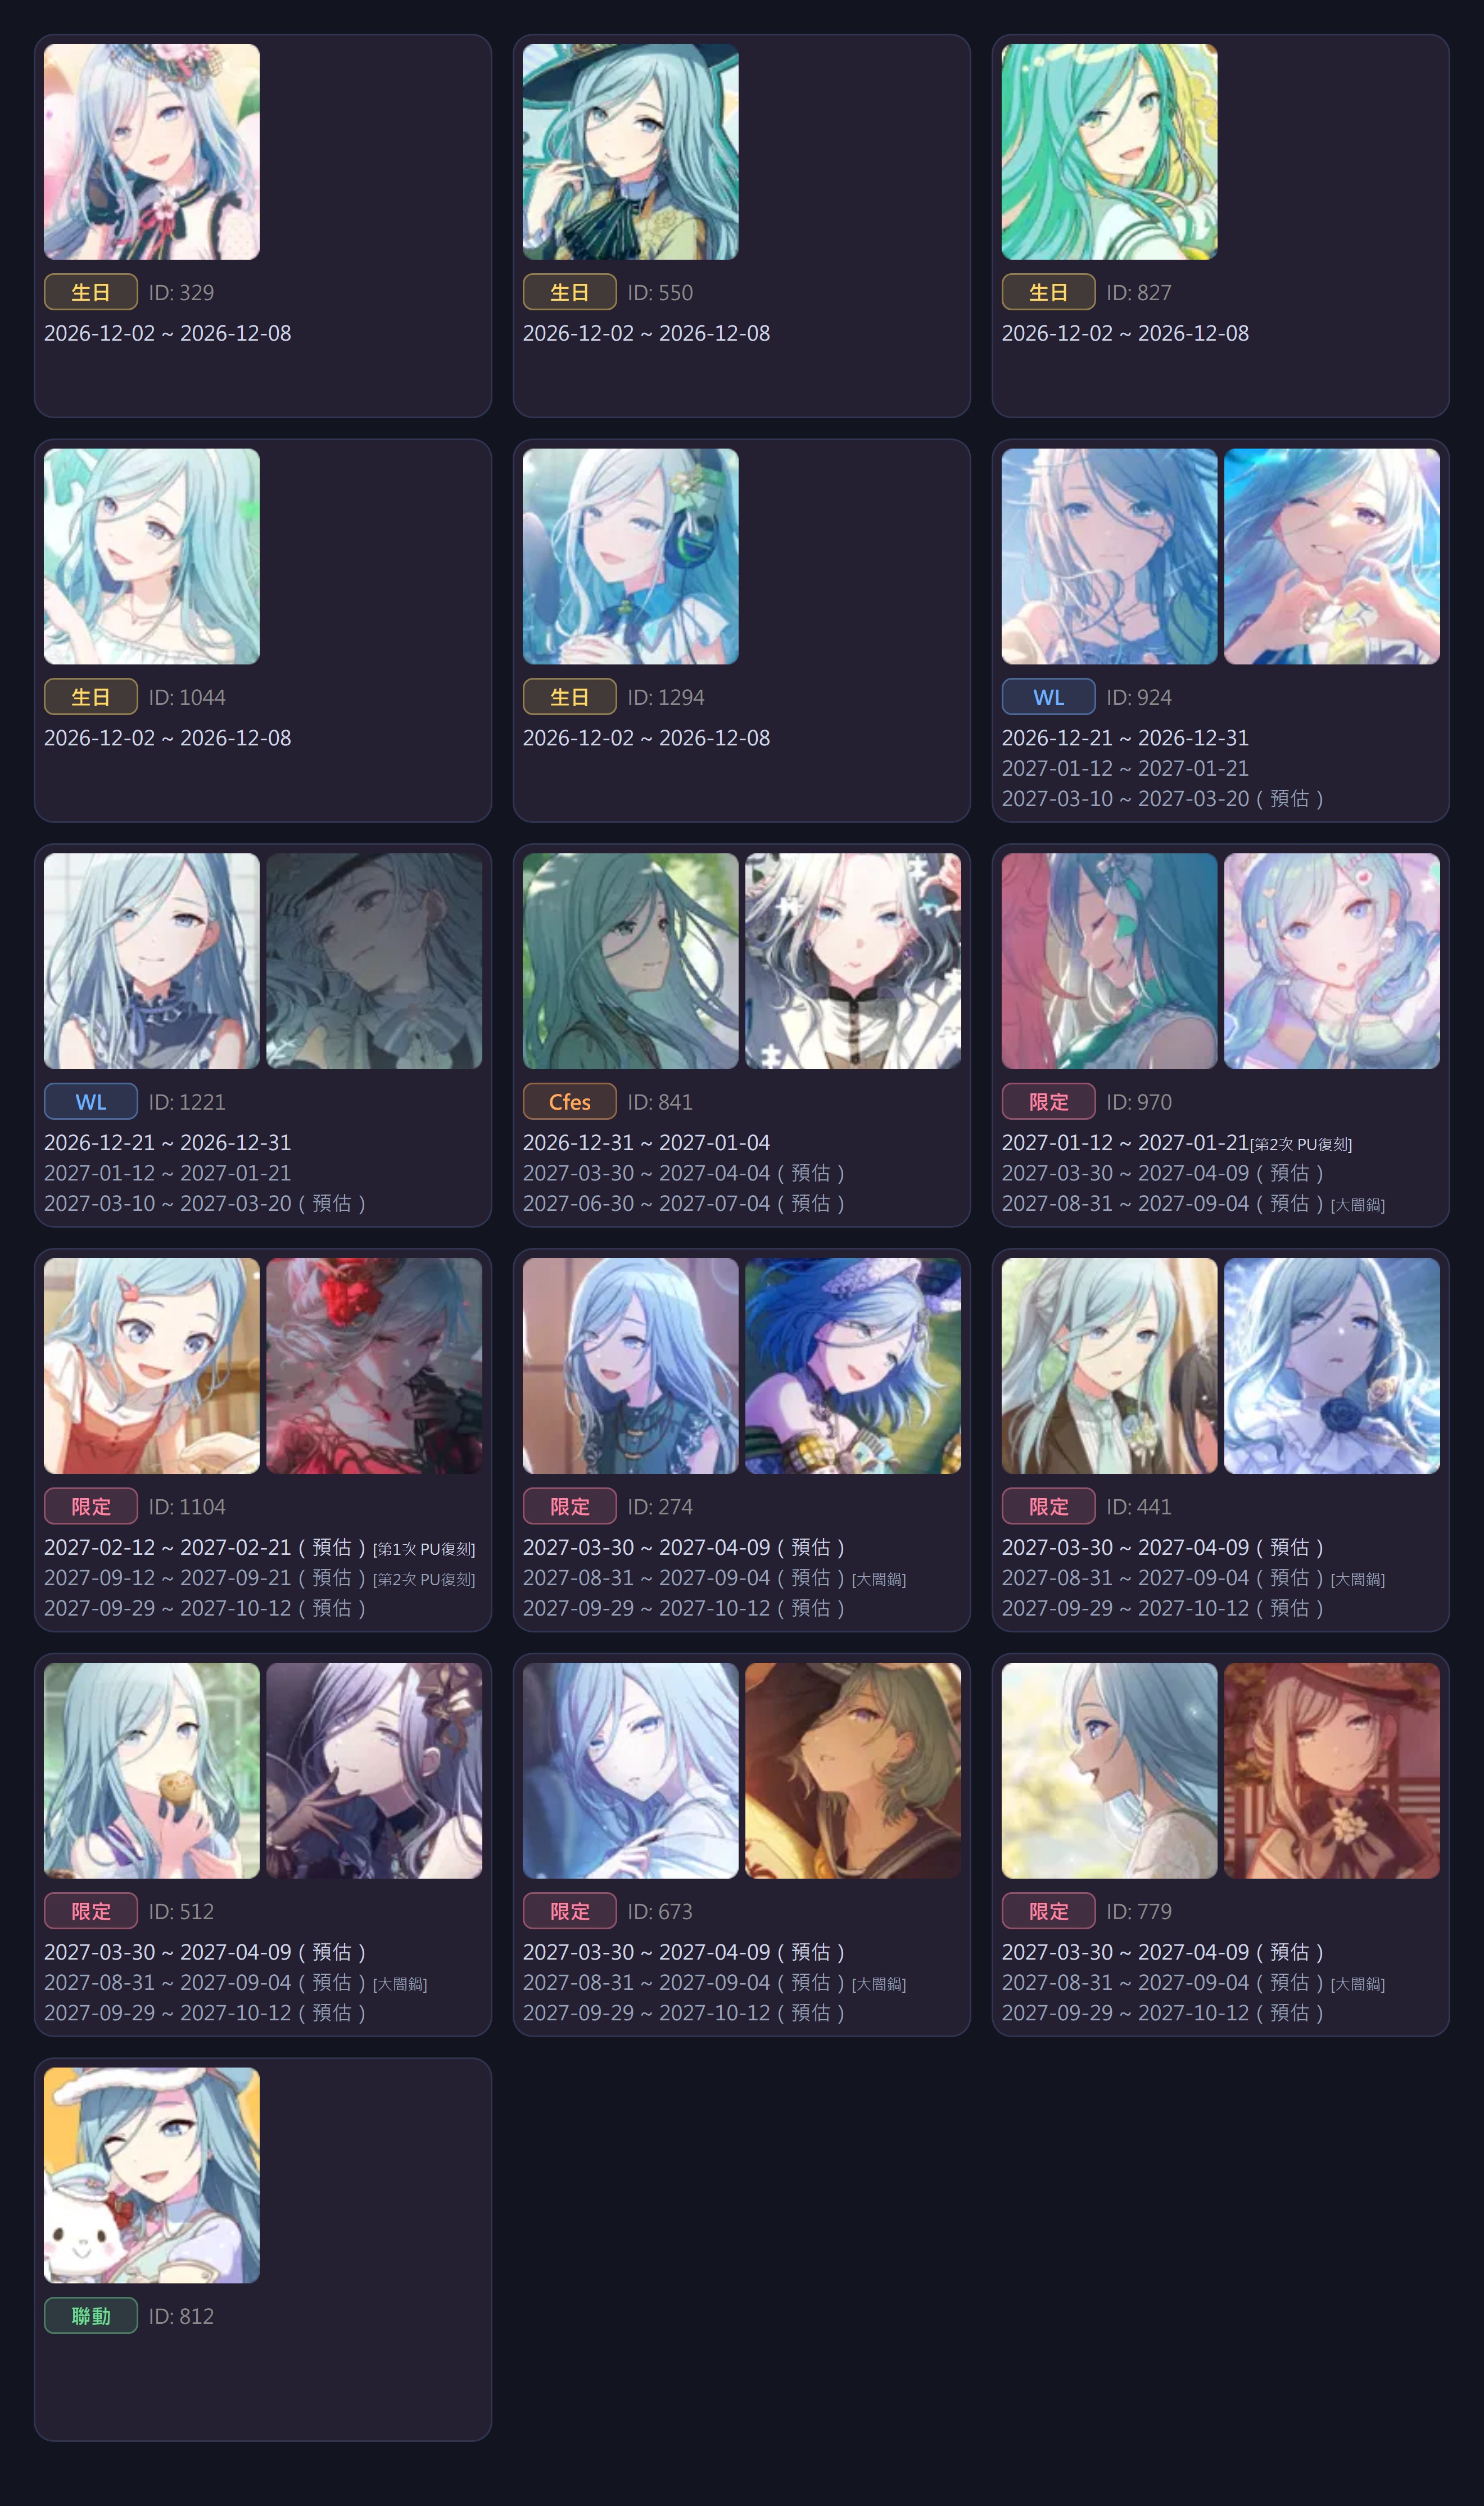 生日 ID: 329
2026-12-02 ~ 2026-12-08
生日 ID: 550
2026-12-02 ~ 2026-12-08
生日 ID: 827
2026-12-02 ~ 2026-12-08
生日 ID: 1044
2026-12-02 ~ 2026-12-08
生日 ID: 1294
2026-12-02 ~ 2026-12-08
WL ID: 924
2026-12-21 ~ 2026-12-31
2027-01-12 ~ 2027-01-21
2027-03-10 ~ 2027-03-20 ( 預估 )
WL ID: 1221
2026-12-21 ~ 2026-12-31
2027-01-12 ~ 2027-01-21
2027-03-10 ~ 2027-03-20 ( 預估 )
Cfes ID: 841
2026-12-31 ~ 2027-01-04
2027-03-30 ~ 2027-04-04 ( 預估 )
2027-06-30 ~ 2027-07-04 ( 預估 )
限定 ID: 970
2027-01-12 ~ 2027-01-21[第2次 PU復刻]
2027-03-30 ~ 2027-04-09 ( 預估 )
2027-08-31 ~ 2027-09-04 ( 預估 ) [大闇鍋]
限定 ID: 1104
2027-02-12 ~ 2027-02-21 ( 預估 ) [第1次 PU復刻]
2027-09-12 ~ 2027-09-21 ( 預估 ) [第2次 PU復刻]
2027-09-29 ~ 2027-10-12 ( 預估 )
限定 ID: 274
2027-03-30 ~ 2027-04-09 ( 預估 )
2027-08-31 ~ 2027-09-04 ( 預估 ) [大闇鍋]
2027-09-29 ~ 2027-10-12 ( 預估 )
限定 ID: 441
2027-03-30 ~ 2027-04-09 ( 預估 )
2027-08-31 ~ 2027-09-04 ( 預估 ) [大闇鍋]
2027-09-29 ~ 2027-10-12 ( 預估 )
限定 ID: 512
2027-03-30 ~ 2027-04-09 ( 預估 )
2027-08-31 ~ 2027-09-04 ( 預估 ) [大闇鍋]
2027-09-29 ~ 2027-10-12 ( 預估 )
限定 ID: 673
2027-03-30 ~ 2027-04-09 ( 預估 )
2027-08-31 ~ 2027-09-04 ( 預估 ) [大闇鍋]
2027-09-29 ~ 2027-10-12 ( 預估 )
限定 ID: 779
2027-03-30 ~ 2027-04-09 ( 預估 )
2027-08-31 ~ 2027-09-04 ( 預估 ) [大闇鍋]
2027-09-29 ~ 2027-10-12 ( 預估 )
聯動 ID: 812